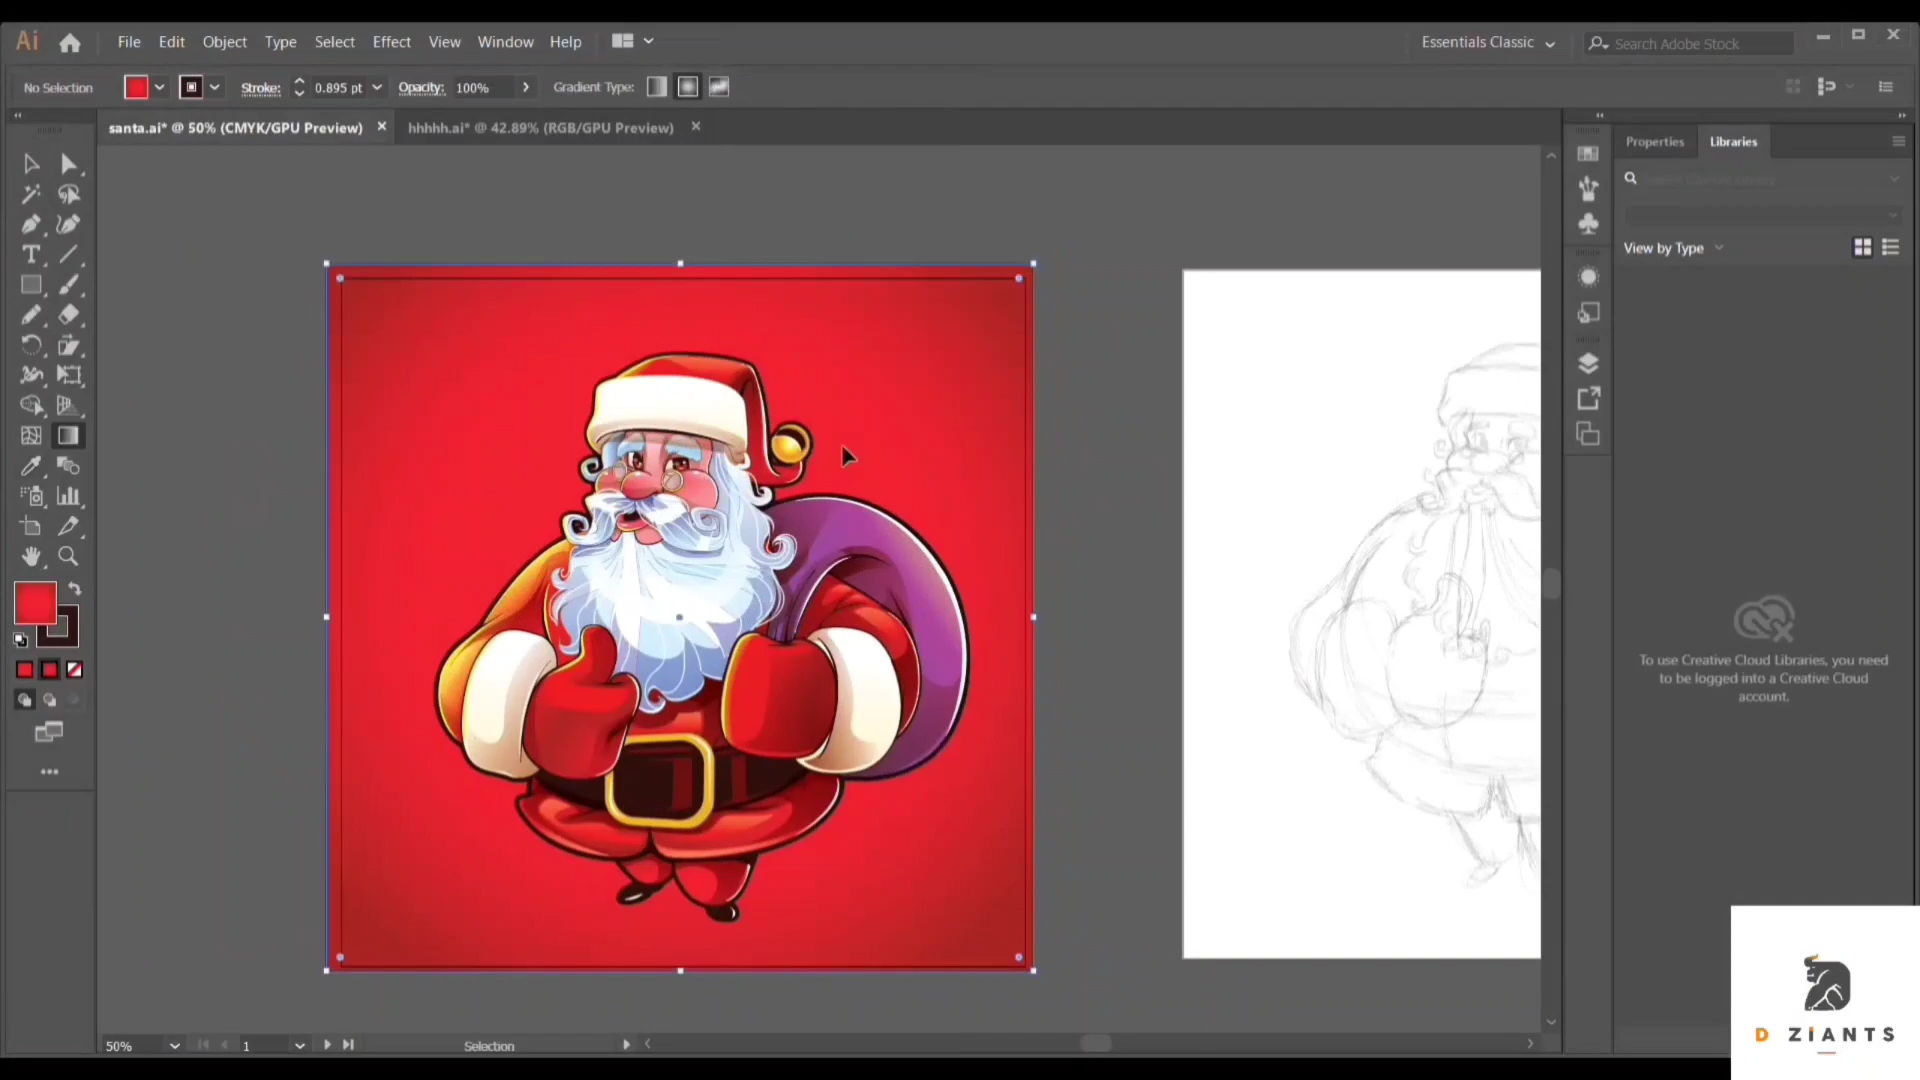 Ai File Edit Object Type Select Effect View Window Help Essentials Classic Search Adobe Stock
No Selection Stroke: 0.895 pt Opacity: 100% Gradient Type:
santa.ai* @ 50% (CMYK/GPU Preview) hhhhh.ai* @ 42.89% (RGB/GPU Preview)
Properties Libraries
View by Type
To use Creative Cloud Libraries, you need
to be logged into a Creative Cloud
account.
50% 1 Selection
D ZIANTS